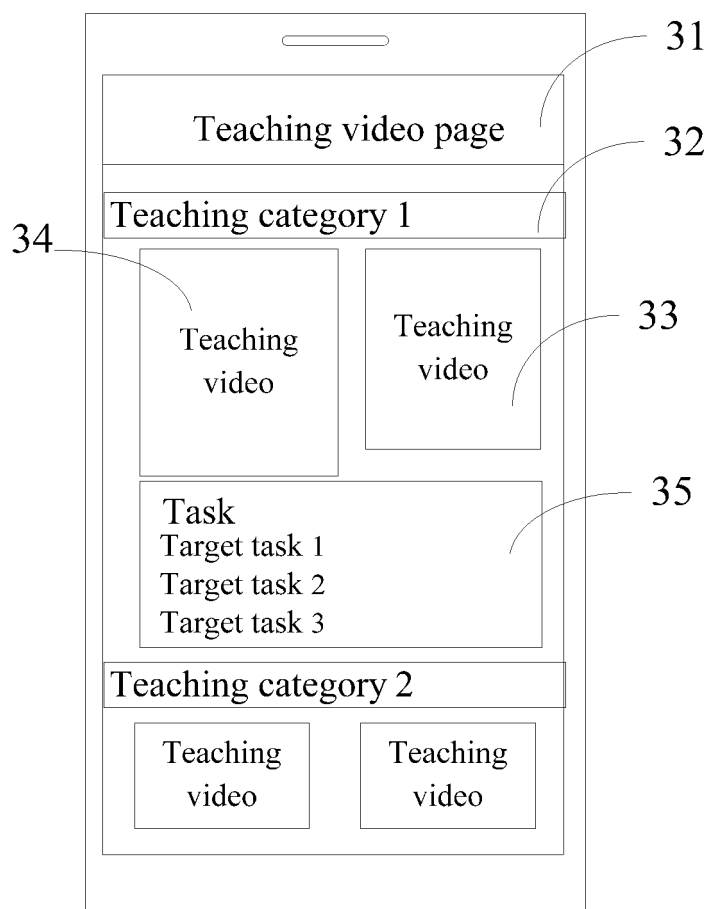 31
Teaching video page
32
Teaching category 1
34
Teaching
video
Teaching
video
33
35
Task
Target task 1
Target task 2
Target task 3
Teaching category 2
Teaching
video
Teaching
video